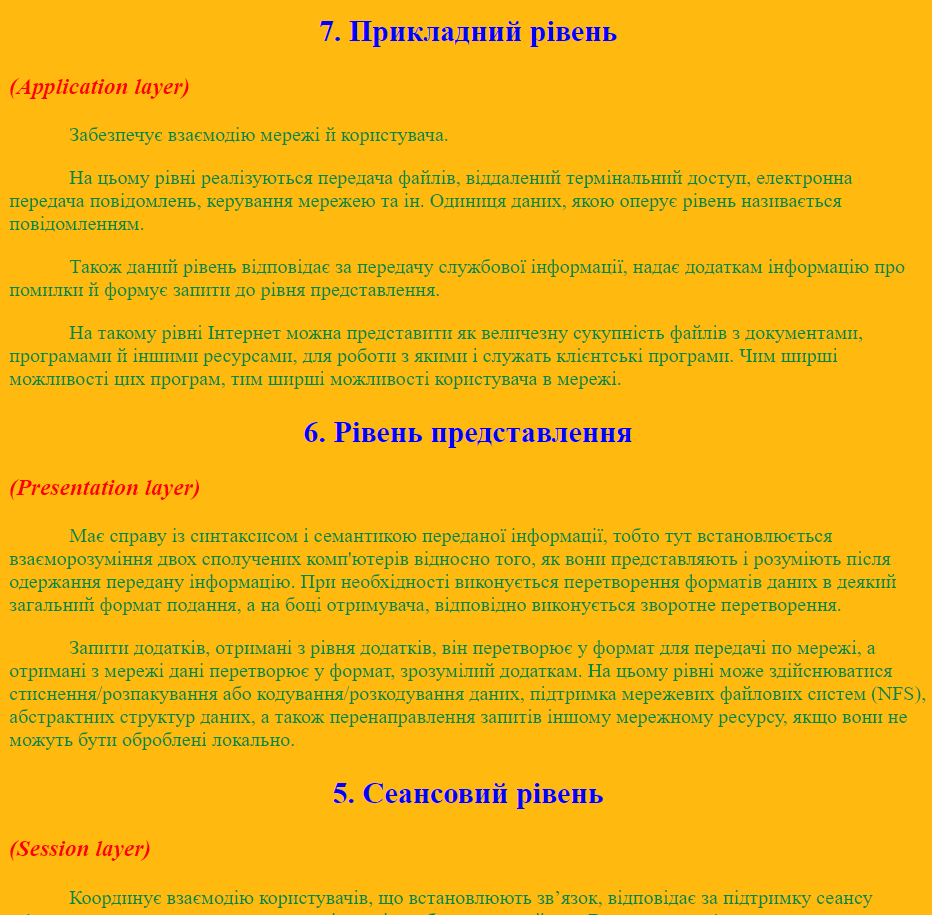 7. Прикладний рівень
(Application layer)
Забезпечує взаємодію мережі й користувача.
На цьому рівні реалізуються передача файлів, віддалений термінальний доступ, електронна
передача повідомлень, керування мережею та ін. Одиниця даних, якою оперує рівень називається
повідомленням.
Також даний рівень відповідає за передачу службової інформації, надає додаткам інформацію про
помилки й формує запити до рівня представлення.
На такому рівні Інтернет можна представити як величезну сукупність файлів з документами,
програмами й іншими ресурсами, для роботи з якими і служать клієнтські програми. Чим ширші
можливості цих програм, тим ширші можливості користувача в мережі.
6. Рівень представлення
(Presentation layer)
Має справу із синтаксисом і семантикою переданої інформації, тобто тут встановлюється
взаєморозуміння двох сполучених комп'ютерів відносно того, як вони представляють і розуміють після
одержання передану інформацію. При необхідності виконується перетворення форматів даних в деякий
загальний формат подання, а на боці отримувача, відповідно виконується зворотне перетворення.
Запити додатків, отримані з рівня додатків, він перетворює у формат для передачі по мережі, а
отримані з мережі дані перетворює у формат, зрозумілий додаткам. На цьому рівні може здійснюватися
стиснення/розпакування або кодування/розкодування даних, підтримка мережевих файлових систем (NFS),
абстрактних структур даних, а також перенаправлення запитів іншому мережному ресурсу, якщо вони не
можуть бути оброблені локально.
5. Сеансовий рівень
(Session layer)
Координує взаємодію користувачів, що встановлюють зв’язок, відповідає за підтримку сеансу